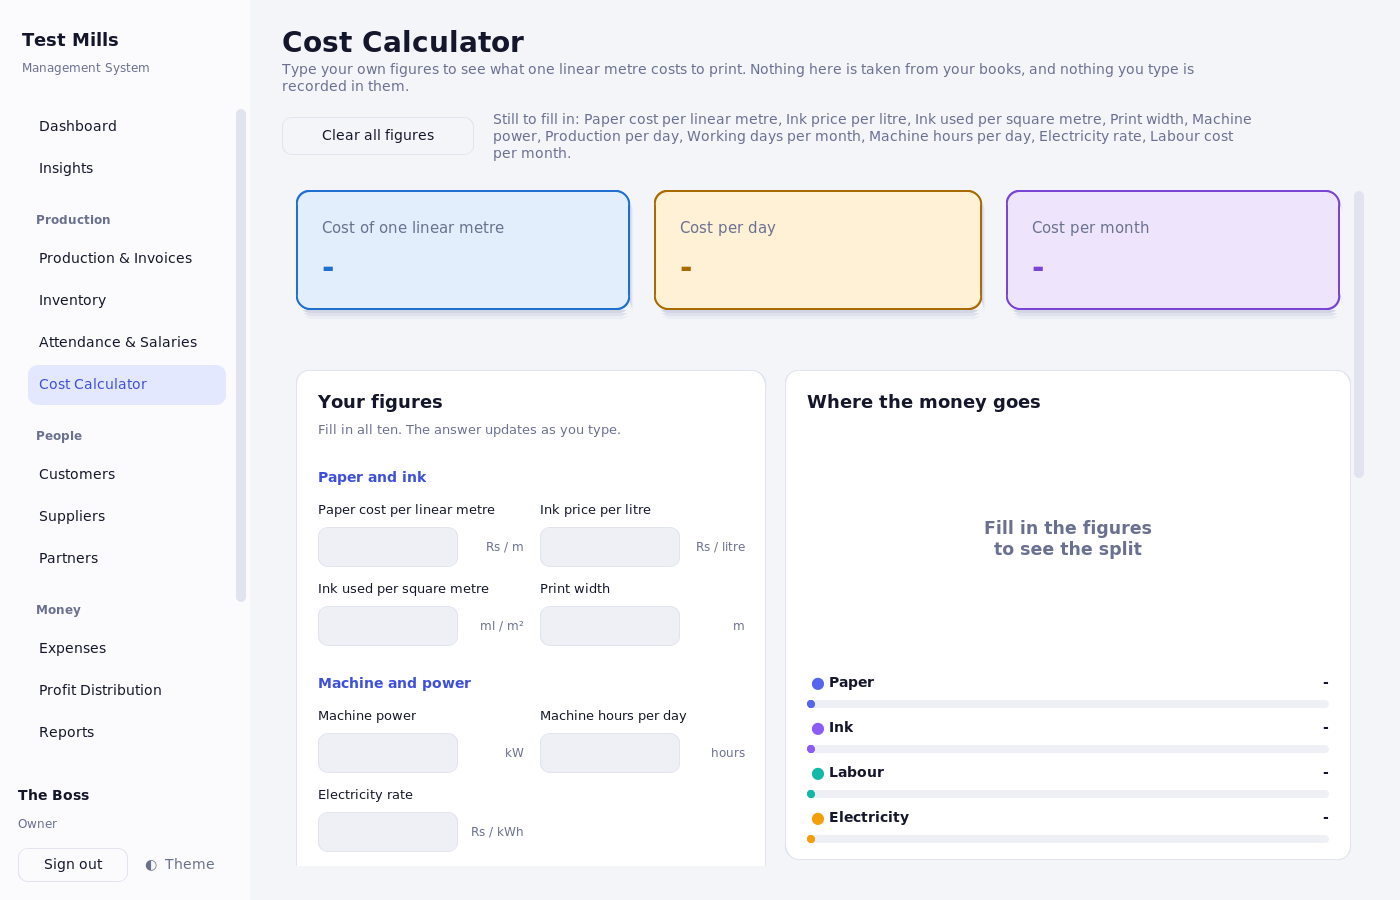 Test Mills
Management System
Dashboard
Insights
Production
Production & Invoices
Inventory
Attendance & Salaries
Cost Calculator
People
Customers
Suppliers
Partners
Money
Expenses
Profit Distribution
Reports
The Boss
Owner
Sign out
◐ Theme
Cost Calculator
Type your own figures to see what one linear metre costs to print. Nothing here is taken from your books, and nothing you type is
recorded in them.
Clear all figures
Still to fill in: Paper cost per linear metre, Ink price per litre, Ink used per square metre, Print width, Machine
power, Production per day, Working days per month, Machine hours per day, Electricity rate, Labour cost
per month.
Cost of one linear metre
-
Cost per day
-
Cost per month
-
Your figures
Fill in all ten. The answer updates as you type.
Paper and ink
Paper cost per linear metre
Rs / m
Ink price per litre
Rs / litre
Ink used per square metre
ml / m²
Print width
m
Machine and power
Machine power
kW
Machine hours per day
hours
Electricity rate
Rs / kWh
Where the money goes
Fill in the figures
to see the split
Paper -
Ink -
Labour -
Electricity -